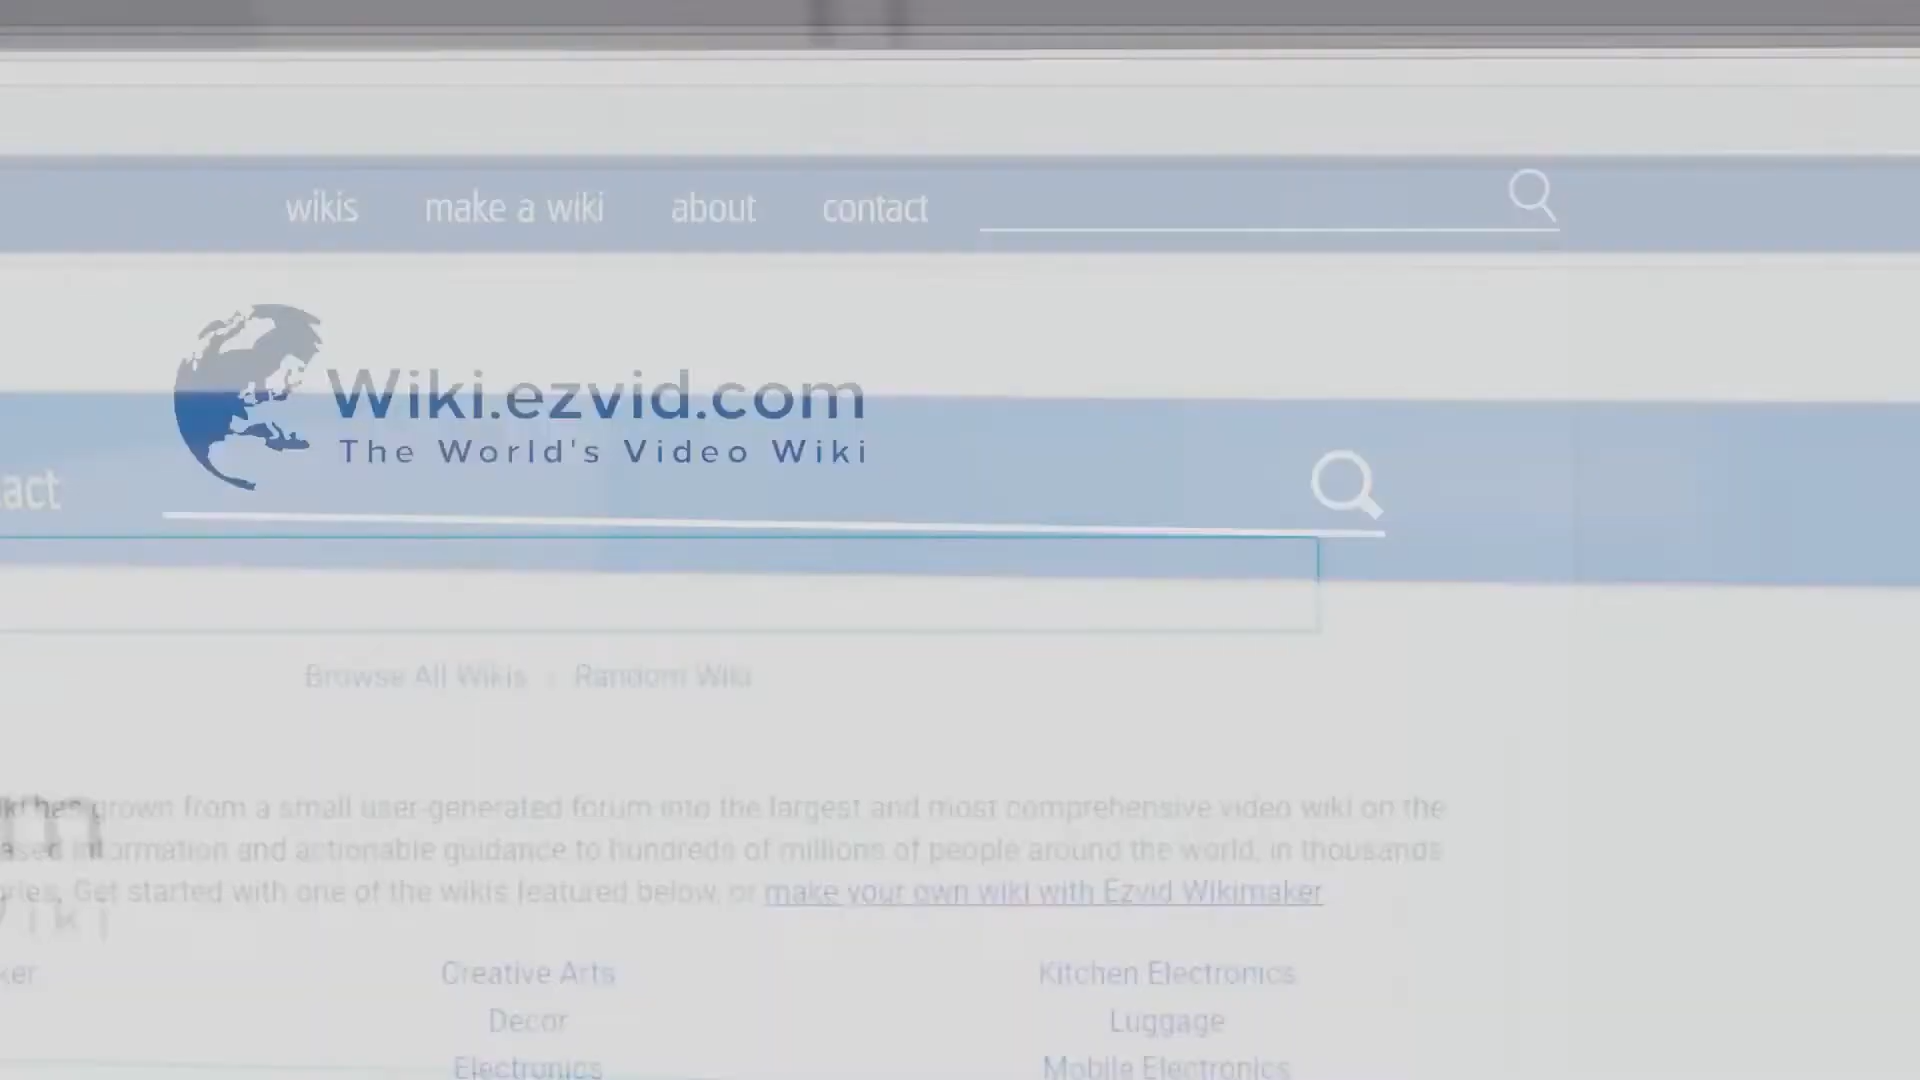 wikis make a wiki about contact
Wiki.ezvid.com
The World's Video Wiki
act
Browse All Wikis Random Wiki
grown from a small user-generated forum into the largest and most comprehensive video wiki on the
information and actionable guidance to hundreds of millions of people around the world, in thousands
Get started with one of the wikis featured below, or make your own wiki with Ezvid Wikimaker
Creative Arts Kitchen Electronics
Decor Luggage
Electronics Mobile Electronics